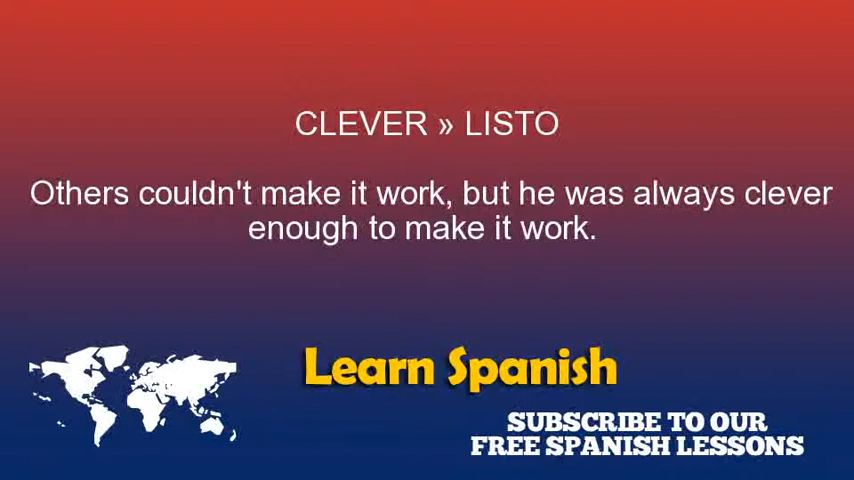 CLEVER » LISTO
Others couldn't make it work, but he was always clever
enough to make it work.
Learn Spanish
SUBSCRIBE TO OUR
FREE SPANISH LESSONS